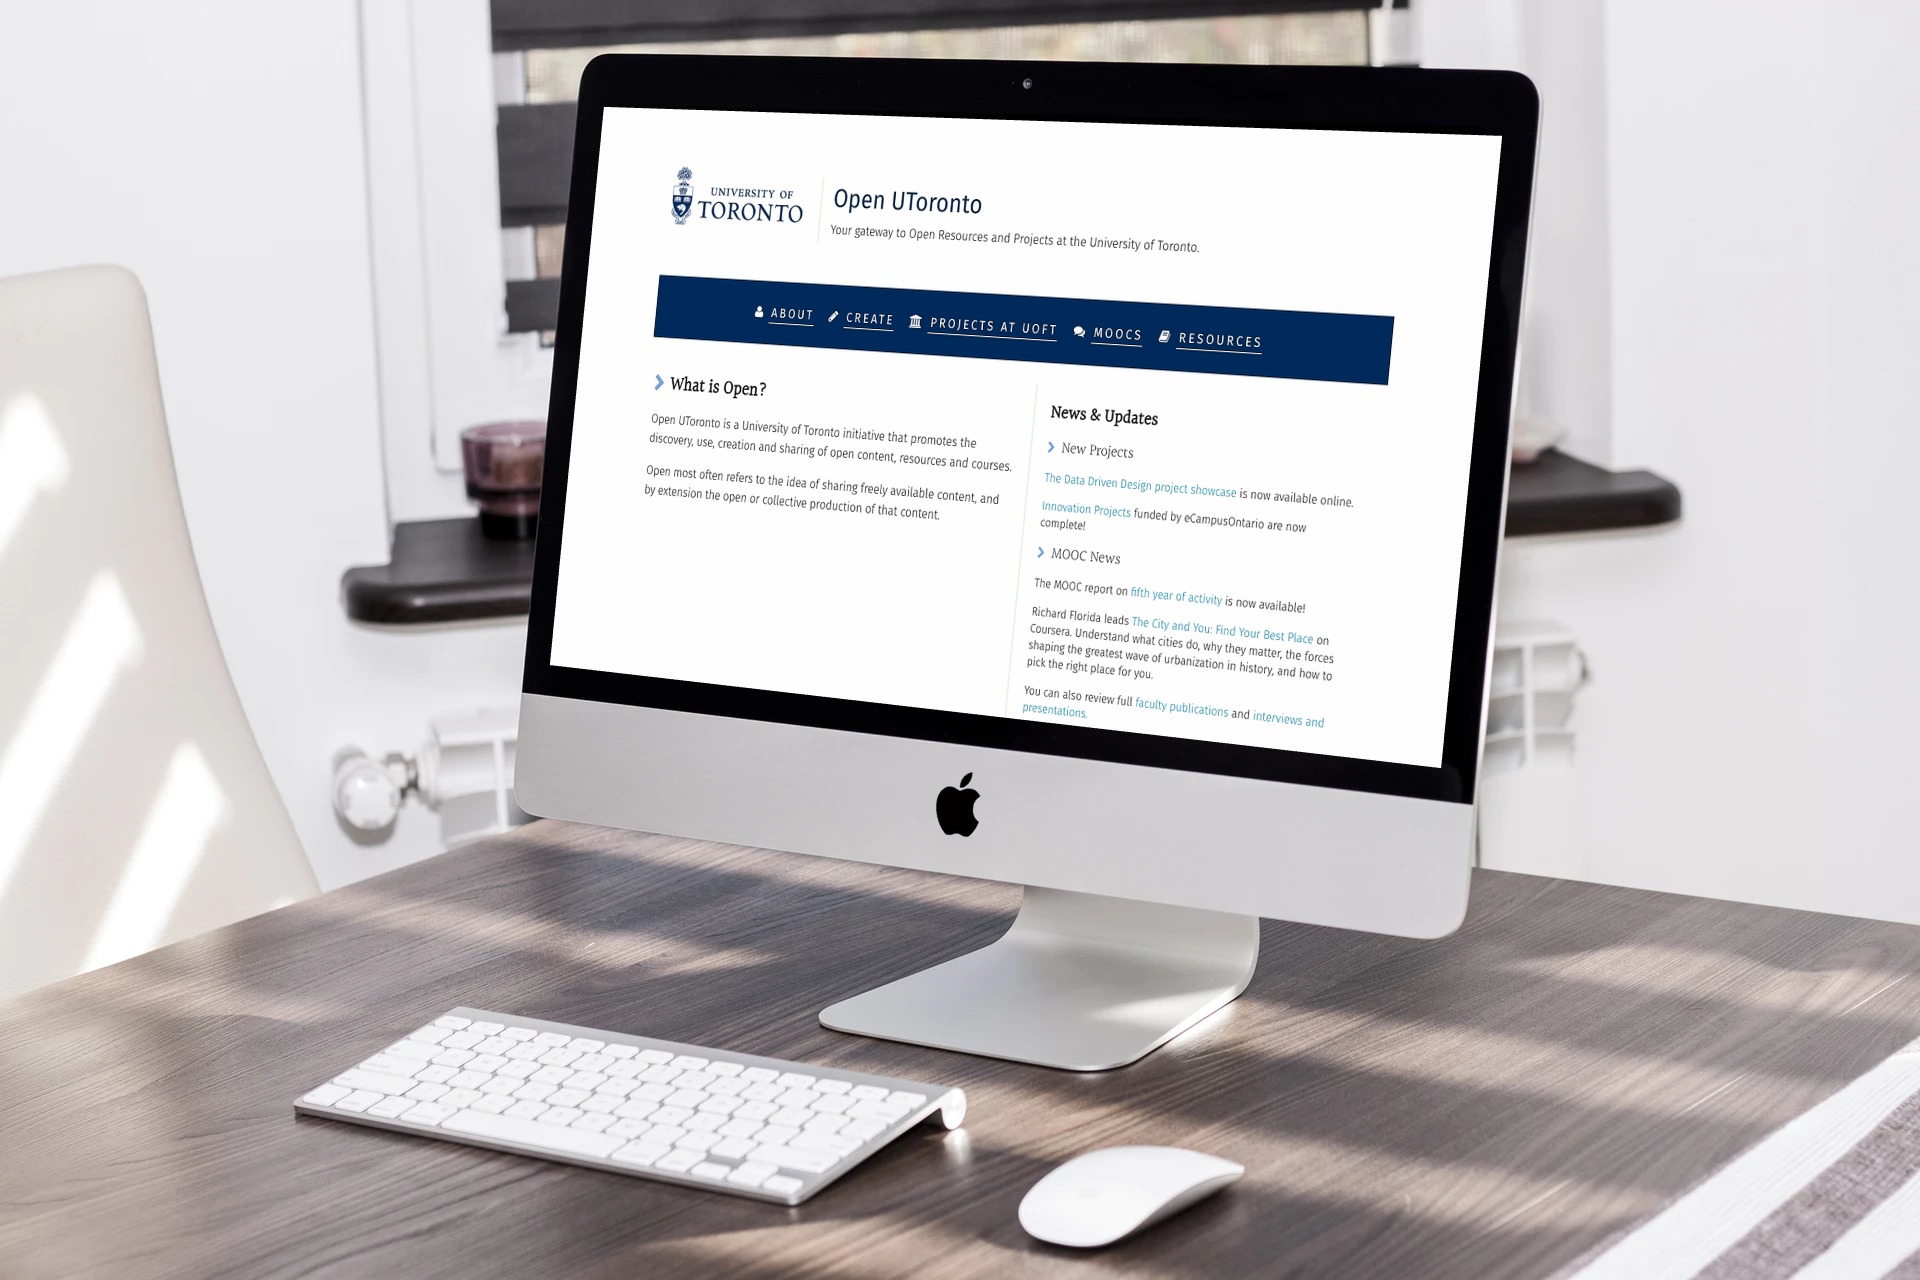 UNIVERSITY OF
TORONTO
Open UToronto
Your gateway to Open Resources and Projects at the University of Toronto.
ABOUT CREATE PROJECTS AT UOFT MOOCS RESOURCES
What is Open?
Open UToronto is a University of Toronto initiative that promotes the
discovery, use, creation and sharing of open content, resources and courses.
Open most often refers to the idea of sharing freely available content, and
by extension the open or collective production of that content.
News & Updates
New Projects
The Data Driven Design project showcase is now available online.
Innovation Projects funded by eCampusOntario are now
complete!
MOOC News
The MOOC report on fifth year of activity is now available!
Richard Florida leads The City and You: Find Your Best Place on
Coursera. Understand what cities do, why they matter, the forces
shaping the greatest wave of urbanization in history, and how to
pick the right place for you.
You can also review full faculty publications and interviews and
presentations.